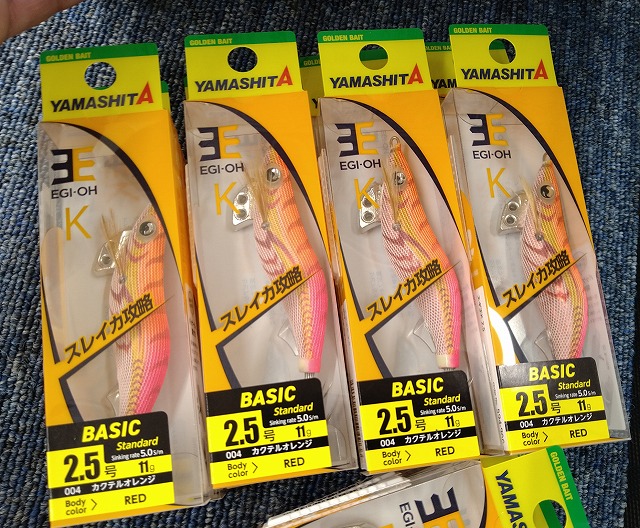 GOLDEN BAIT
YAMASHITA
EGI-OH
K
スレイカ攻略
BASIC
Standard
2.5号
Sinking rate 5.0s/m
11g
004 カクテルオレンジ
Body color > RED
GOLDEN BAIT
YAMASHITA
EGI-OH
K
スレイカ攻略
BASIC
Standard
2.5号
Sinking rate 5.0s/m
11g
004 カクテルオレンジ
Body color > RED
GOLDEN BAIT
YAMASHITA
EGI-OH
K
スレイカ攻略
BASIC
Standard
2.5号
Sinking rate 5.0s/m
11g
004 カクテルオレンジ
Body color > RED
GOLDEN BAIT
YAMASHITA
EGI-OH
K
スレイカ攻略
BASIC
Standard
2.5号
Sinking rate 5.0s/m
11g
004 カクテルオレンジ
Body color > RED
GOLDEN BAIT
YAMASHITA
EGI-OH